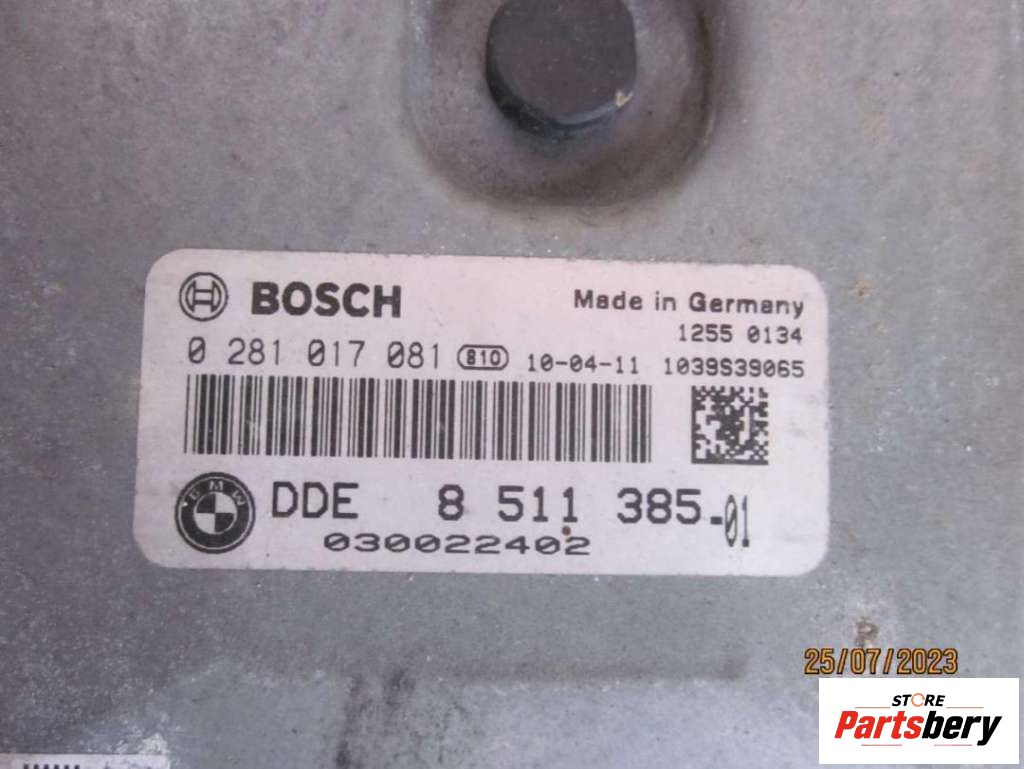 BOSCH
Made in Germany
1255 0134
0 281 017 081 810 10-04-11 1039S39065
BMW
DDE 8 511 385-01
030022402
P
25/07/2023
STORE
Partsbery